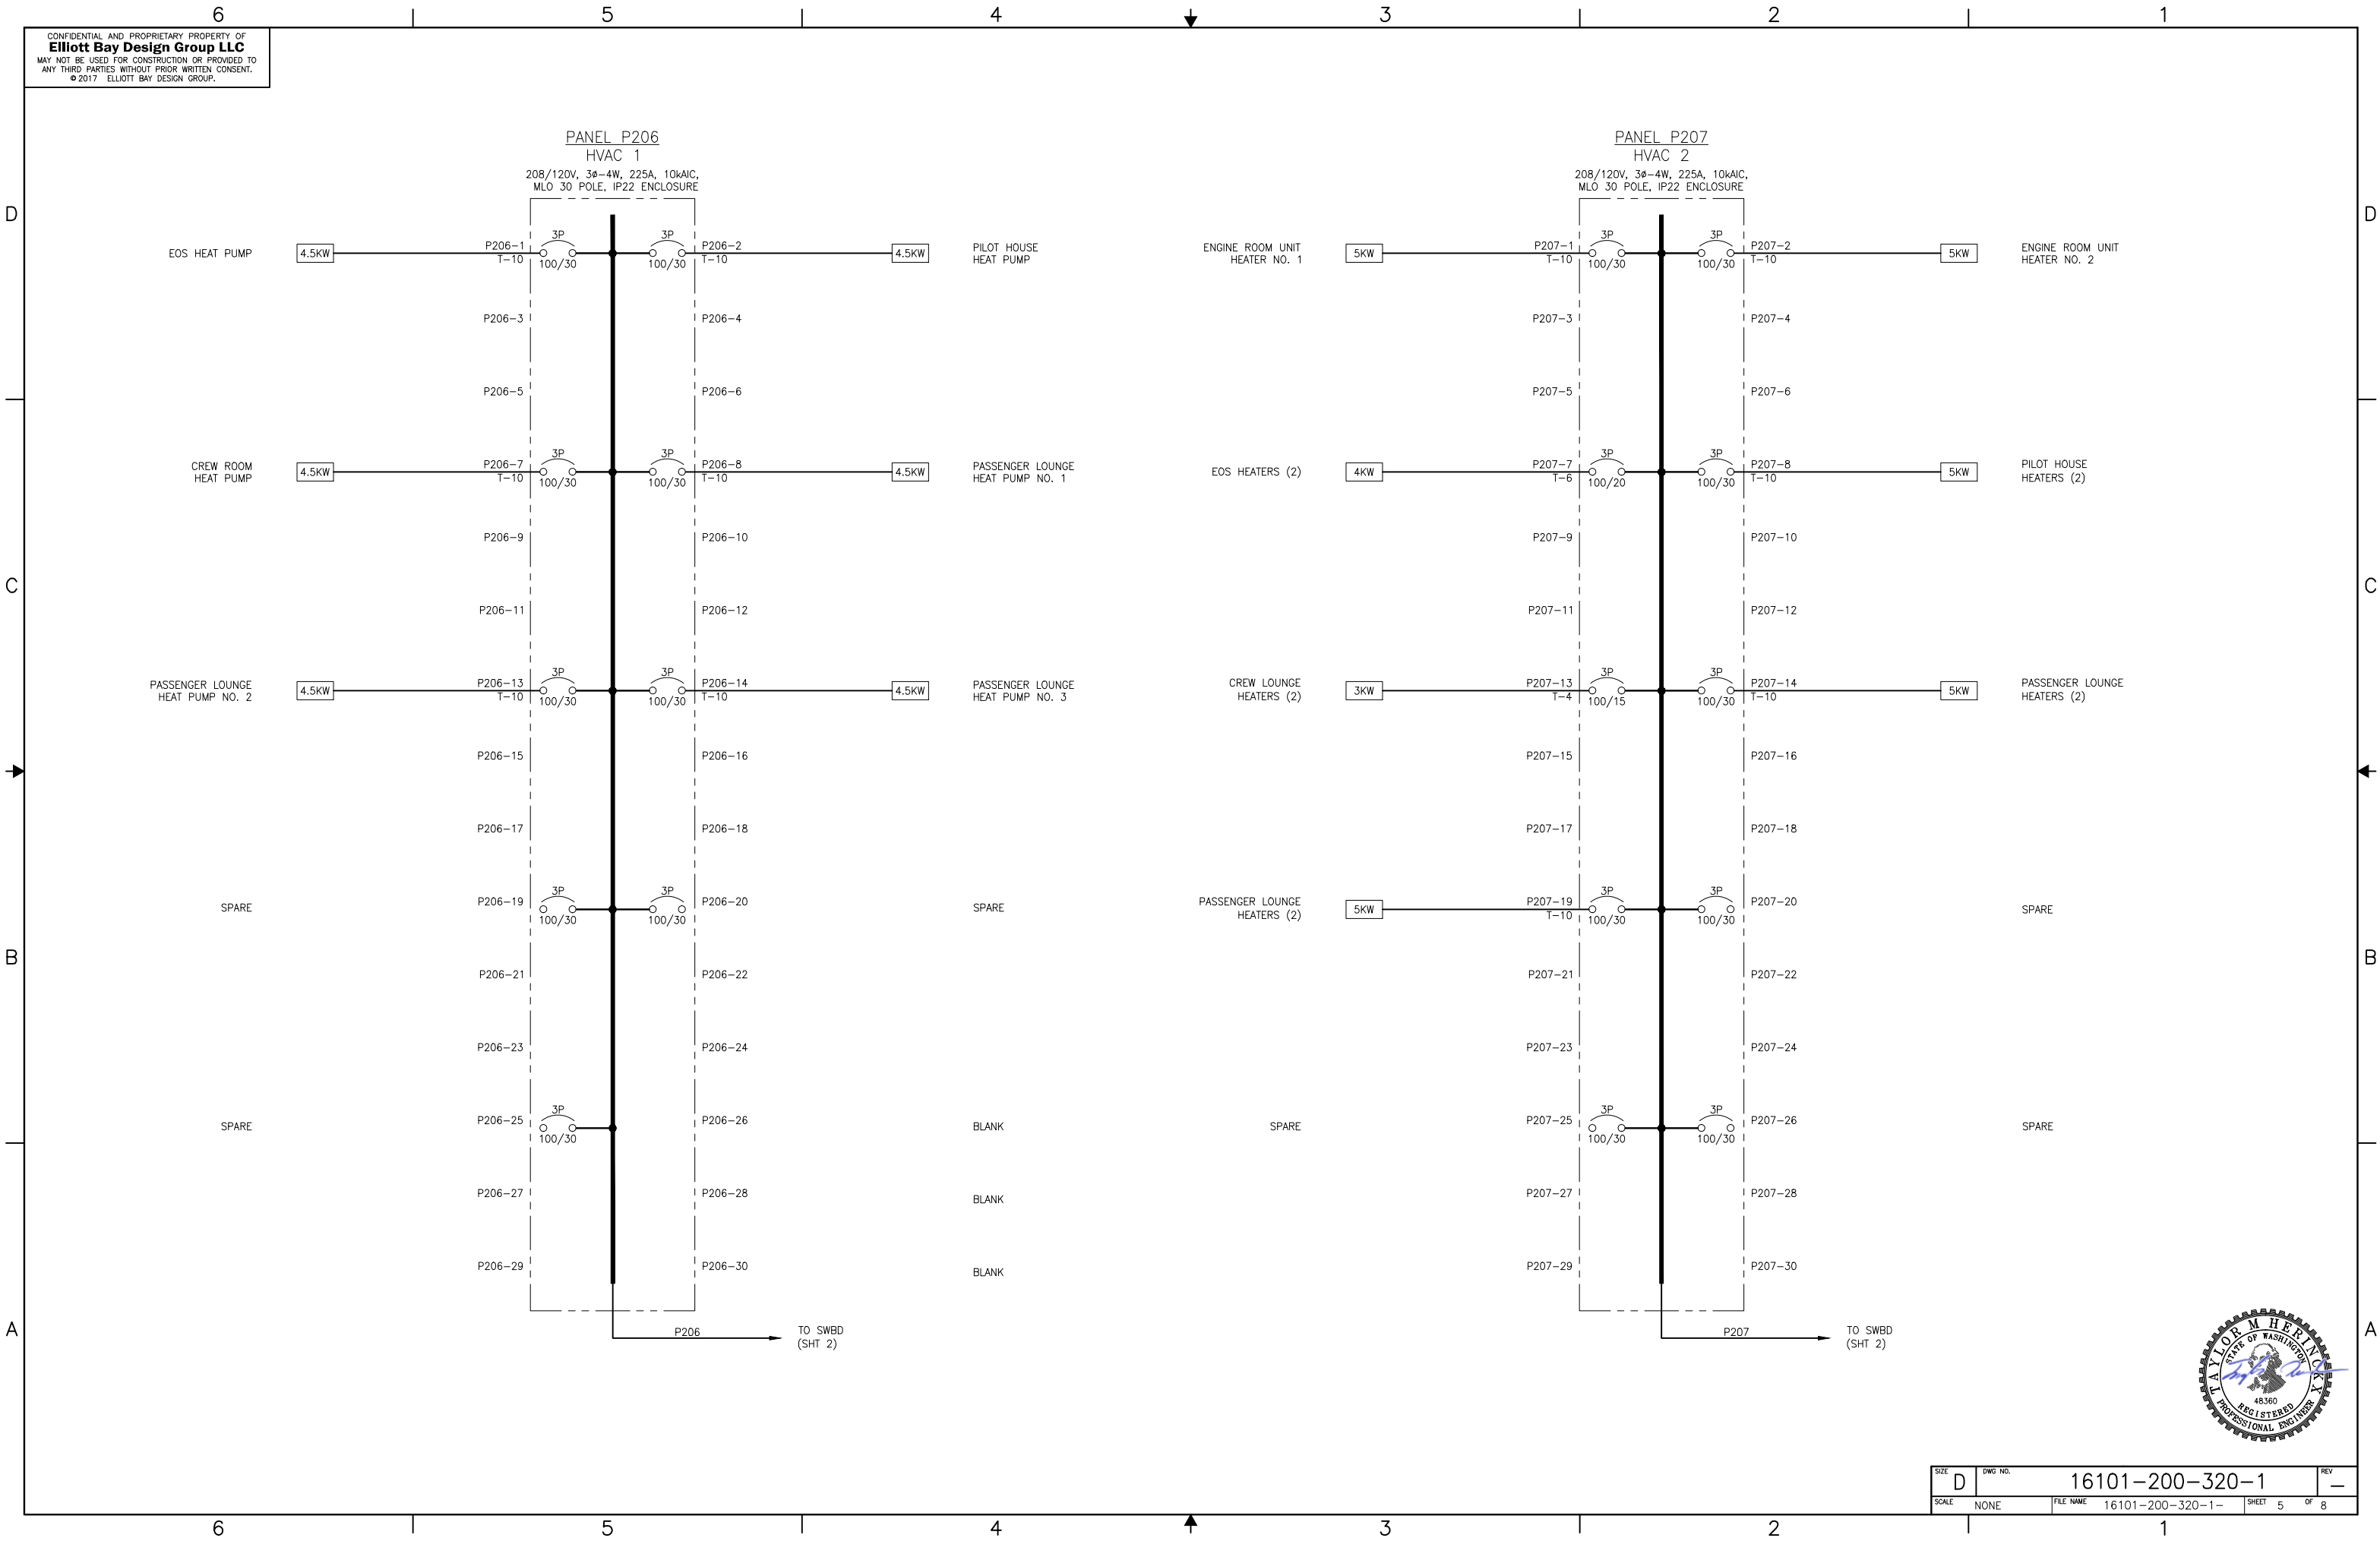 6 5 4 3 2 1
CONFIDENTIAL AND PROPRIETARY PROPERTY OF
Elliott Bay Design Group LLC
MAY NOT BE USED FOR CONSTRUCTION OR PROVIDED TO
ANY THIRD PARTIES WITHOUT PRIOR WRITTEN CONSENT.
© 2017 ELLIOTT BAY DESIGN GROUP.
D
C
B
A
PANEL P206
HVAC 1
208/120V, 3ø-4W, 225A, 10kAIC,
MLO 30 POLE, IP22 ENCLOSURE
EOS HEAT PUMP 4.5KW P206-1 T-10 3P 100/30
3P 100/30 P206-2 T-10 4.5KW PILOT HOUSE
HEAT PUMP
P206-3 P206-4
P206-5 P206-6
CREW ROOM
HEAT PUMP 4.5KW P206-7 T-10 3P 100/30
3P 100/30 P206-8 T-10 4.5KW PASSENGER LOUNGE
HEAT PUMP NO. 1
P206-9 P206-10
P206-11 P206-12
PASSENGER LOUNGE
HEAT PUMP NO. 2 4.5KW P206-13 T-10 3P 100/30
3P 100/30 P206-14 T-10 4.5KW PASSENGER LOUNGE
HEAT PUMP NO. 3
P206-15 P206-16
P206-17 P206-18
SPARE P206-19 3P 100/30
3P 100/30 P206-20 SPARE
P206-21 P206-22
P206-23 P206-24
SPARE P206-25 3P 100/30
P206-26 BLANK
P206-27 P206-28 BLANK
P206-29 P206-30 BLANK
P206 TO SWBD
(SHT 2)
PANEL P207
HVAC 2
208/120V, 3ø-4W, 225A, 10kAIC,
MLO 30 POLE, IP22 ENCLOSURE
ENGINE ROOM UNIT
HEATER NO. 1 5KW P207-1 T-10 3P 100/30
3P 100/30 P207-2 T-10 5KW ENGINE ROOM UNIT
HEATER NO. 2
P207-3 P207-4
P207-5 P207-6
EOS HEATERS (2) 4KW P207-7 T-6 3P 100/20
3P 100/30 P207-8 T-10 5KW PILOT HOUSE
HEATERS (2)
P207-9 P207-10
P207-11 P207-12
CREW LOUNGE
HEATERS (2) 3KW P207-13 T-4 3P 100/15
3P 100/30 P207-14 T-10 5KW PASSENGER LOUNGE
HEATERS (2)
P207-15 P207-16
P207-17 P207-18
PASSENGER LOUNGE
HEATERS (2) 5KW P207-19 T-10 3P 100/30
3P 100/30 P207-20 SPARE
P207-21 P207-22
P207-23 P207-24
SPARE P207-25 3P 100/30
3P 100/30 P207-26 SPARE
P207-27 P207-28
P207-29 P207-30
P207 TO SWBD
(SHT 2)
D
C
B
A
TAYLOR M HERINCKX
STATE OF WASHINGTON
48360
REGISTERED
PROFESSIONAL ENGINEER
SIZE D DWG NO. 16101-200-320-1 REV —
SCALE NONE FILE NAME 16101-200-320-1- SHEET 5 OF 8
6 5 4 3 2 1